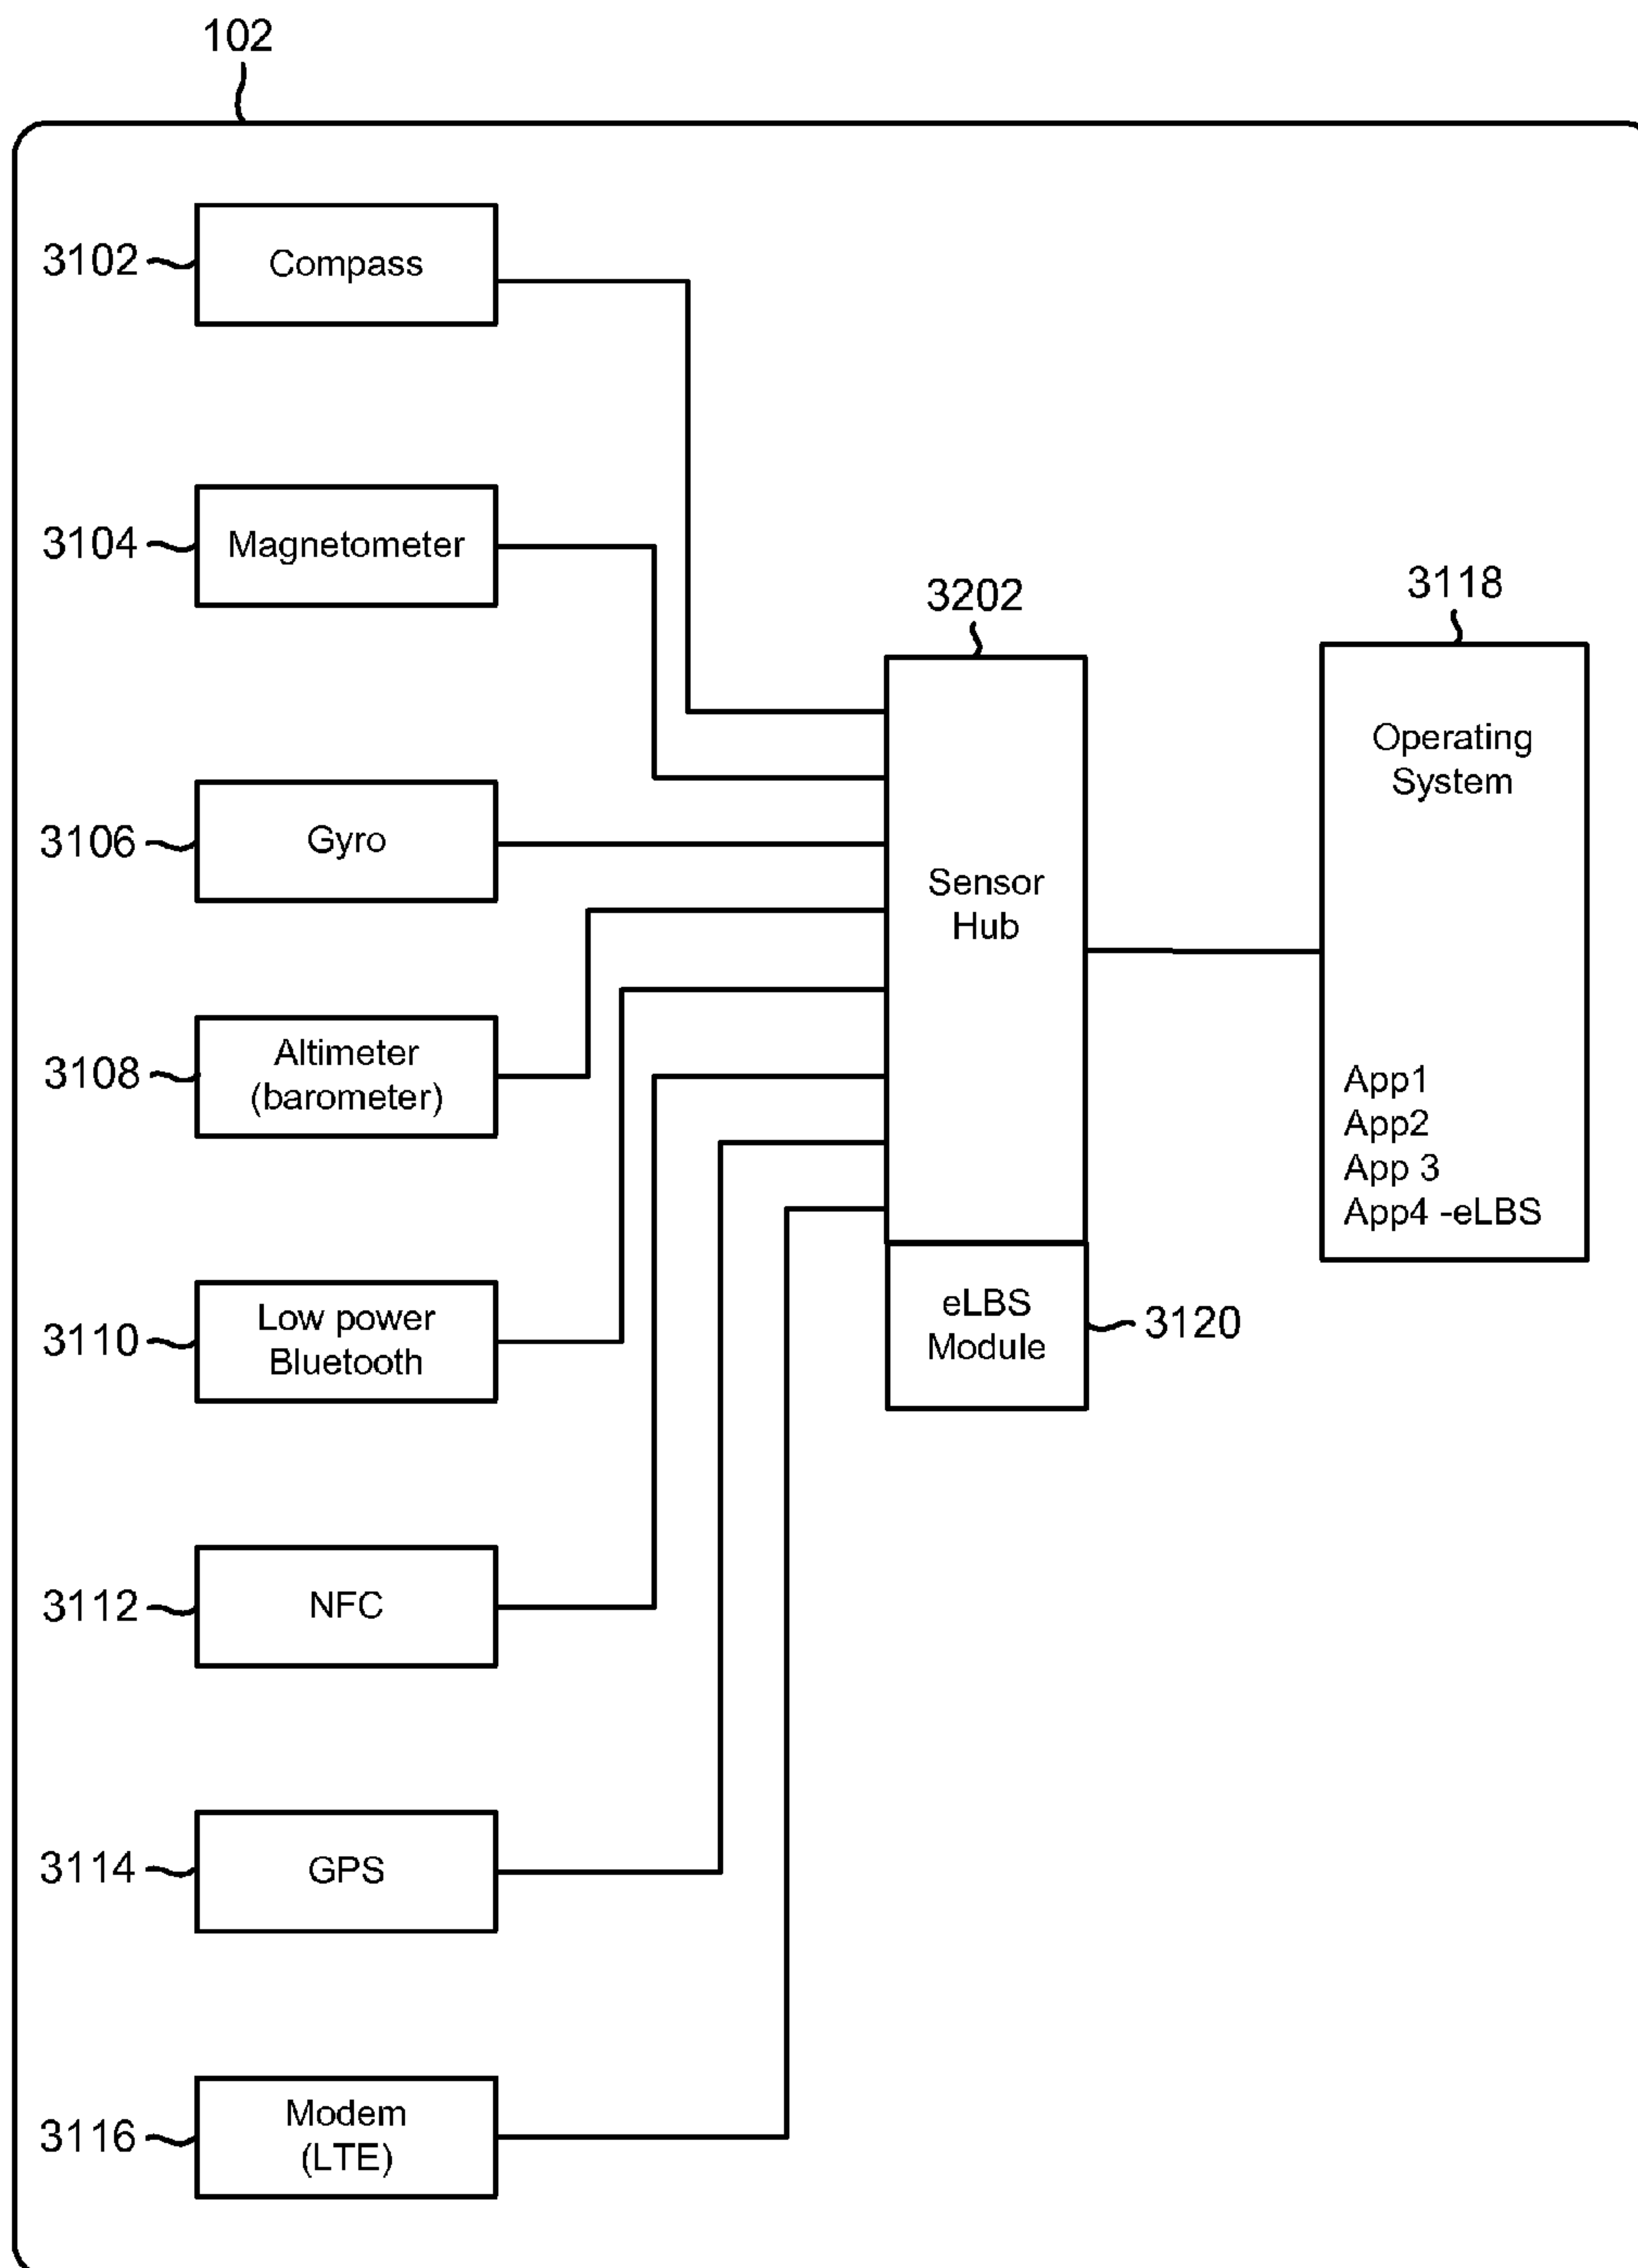 102
3102
Compass
3104
Magnetometer
3202
3118
Operating
System
3106
Gyro
Sensor
Hub
3108
Altimeter
(barometer)
App1
App2
App 3
App4 -eLBS
3110
Low power
Bluetooth
eLBS
Module
3120
3112
NFC
3114
GPS
3116
Modem
(LTE)